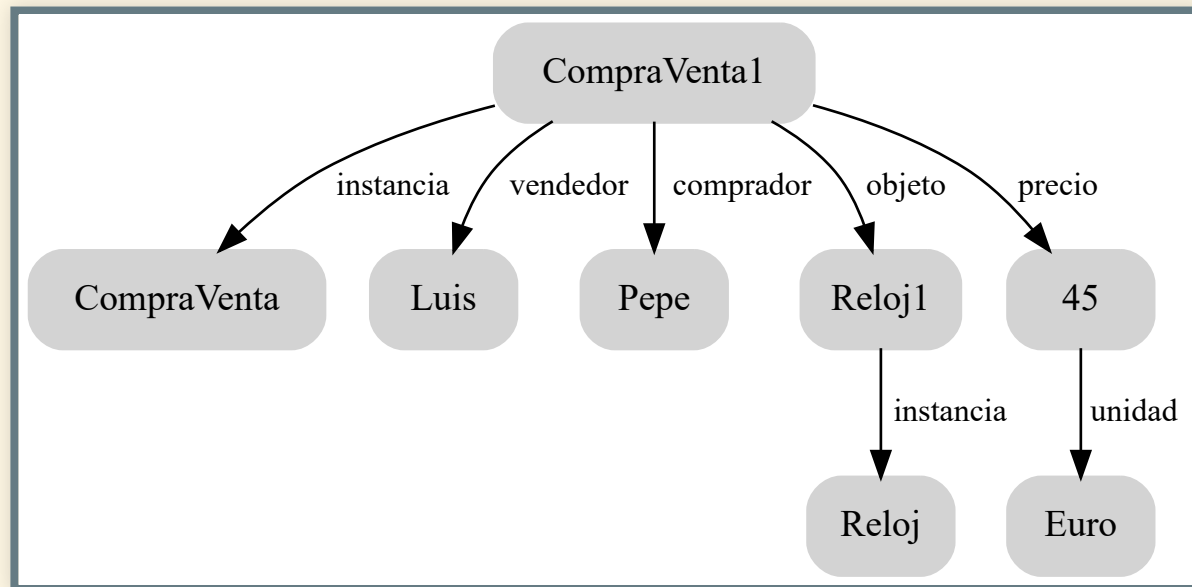 CompraVenta1
instancia vendedor comprador objeto precio
CompraVenta Luis Pepe Reloj1 45
instancia unidad
Reloj Euro